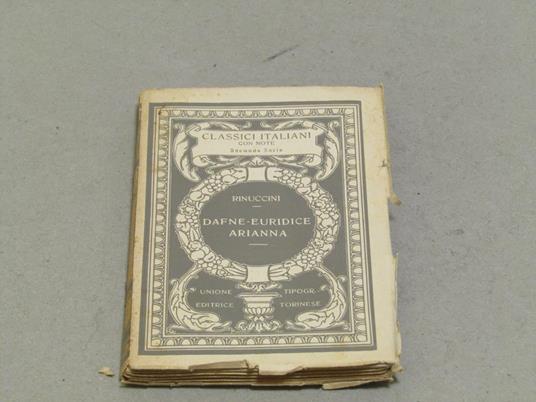 CLASSICI ITALIANI
CON NOTE
Seconda Serie
RINUCCINI
DAFNE-EURIDICE
ARIANNA
UNIONE TIPOGR.
EDITRICE TORINESE